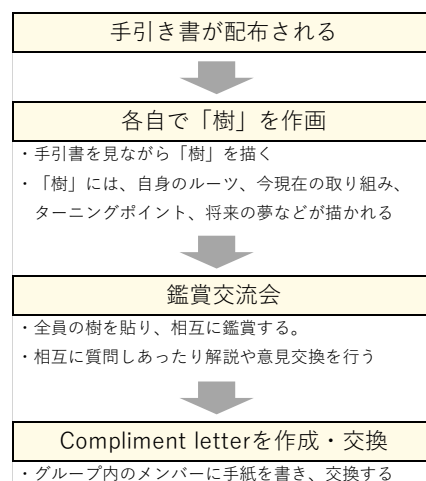 手引き書が配布される
各自で「樹」を作画
・手引書を見ながら「樹」を描く
・「樹」には、自身のルーツ、今現在の取り組み、
ターニングポイント、将来の夢などが描かれる
鑑賞交流会
・全員の樹を貼り、相互に鑑賞する。
・相互に質問しあったり解説や意見交換を行う
Compliment letterを作成・交換
・グループ内のメンバーに手紙を書き、交換する